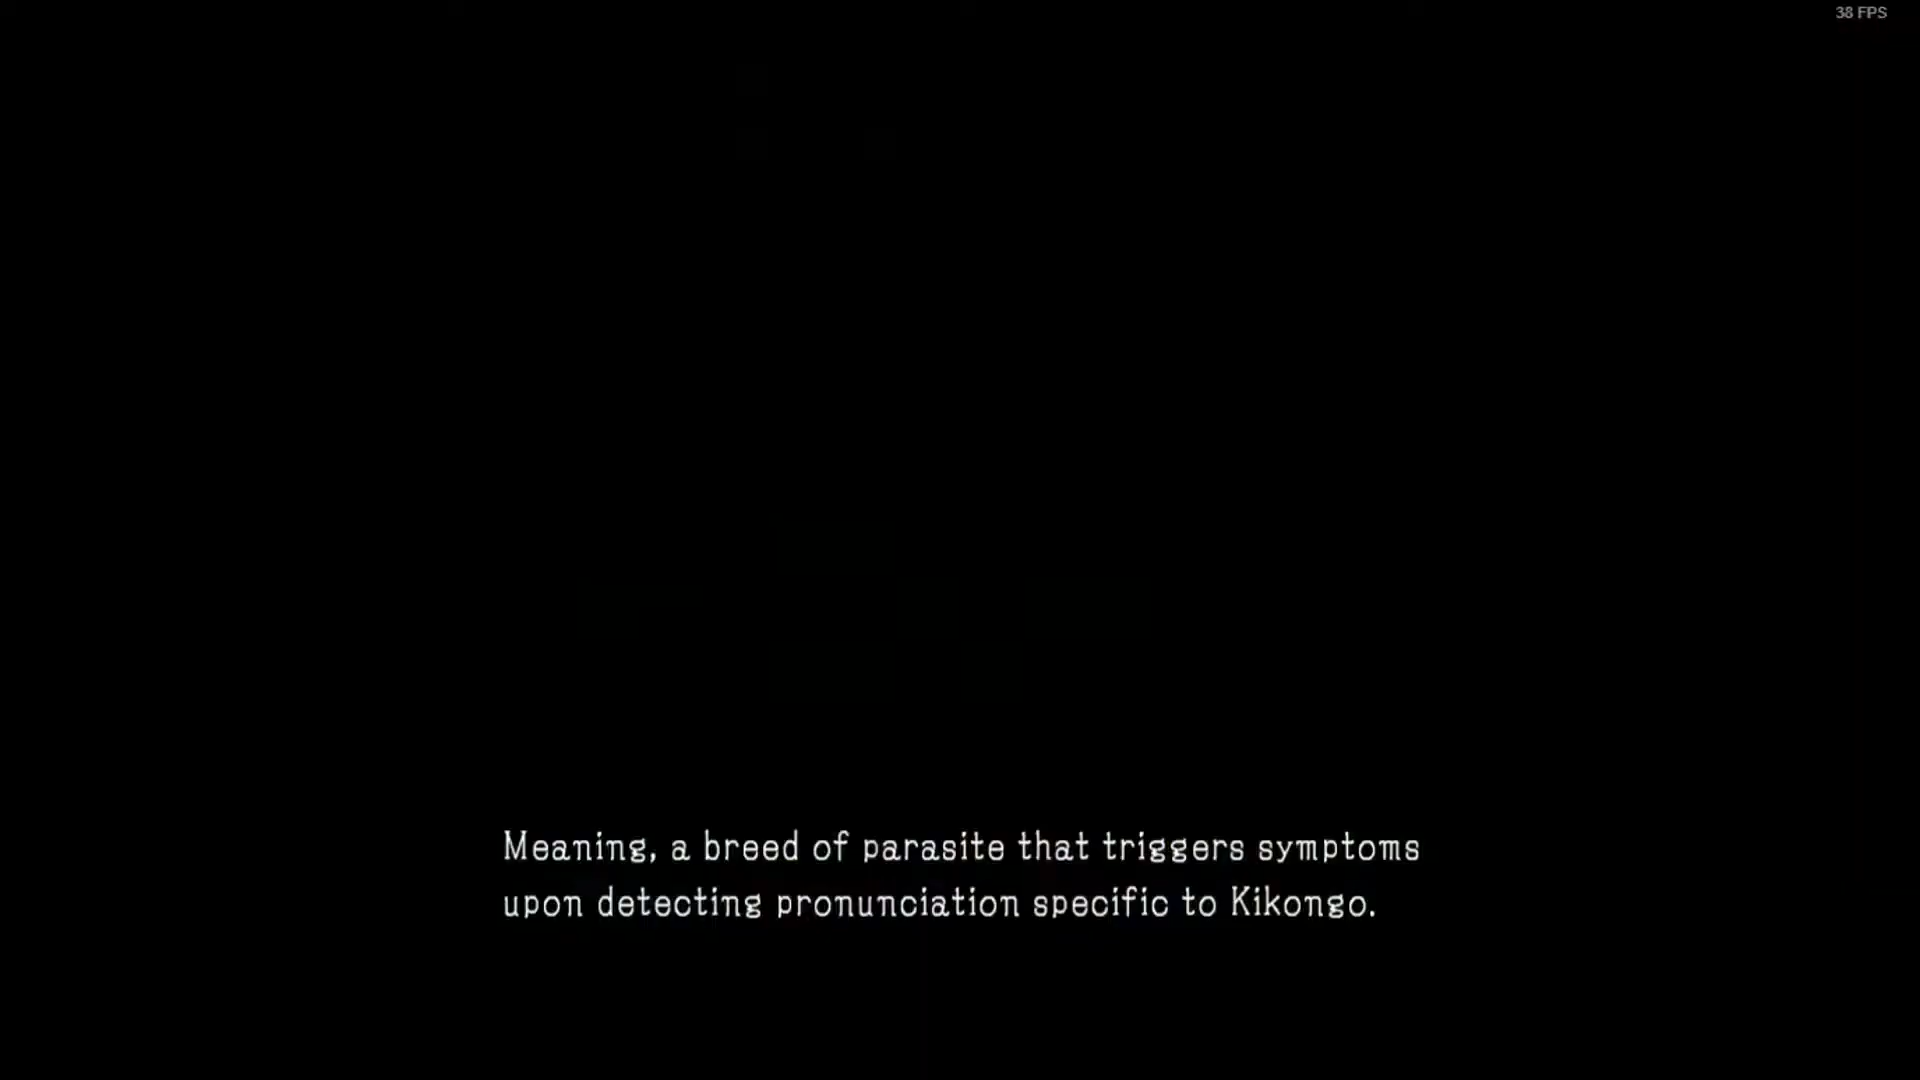 38 FPS
Meaning, a breed of parasite that triggers symptoms
upon detecting pronunciation specific to Kikongo.